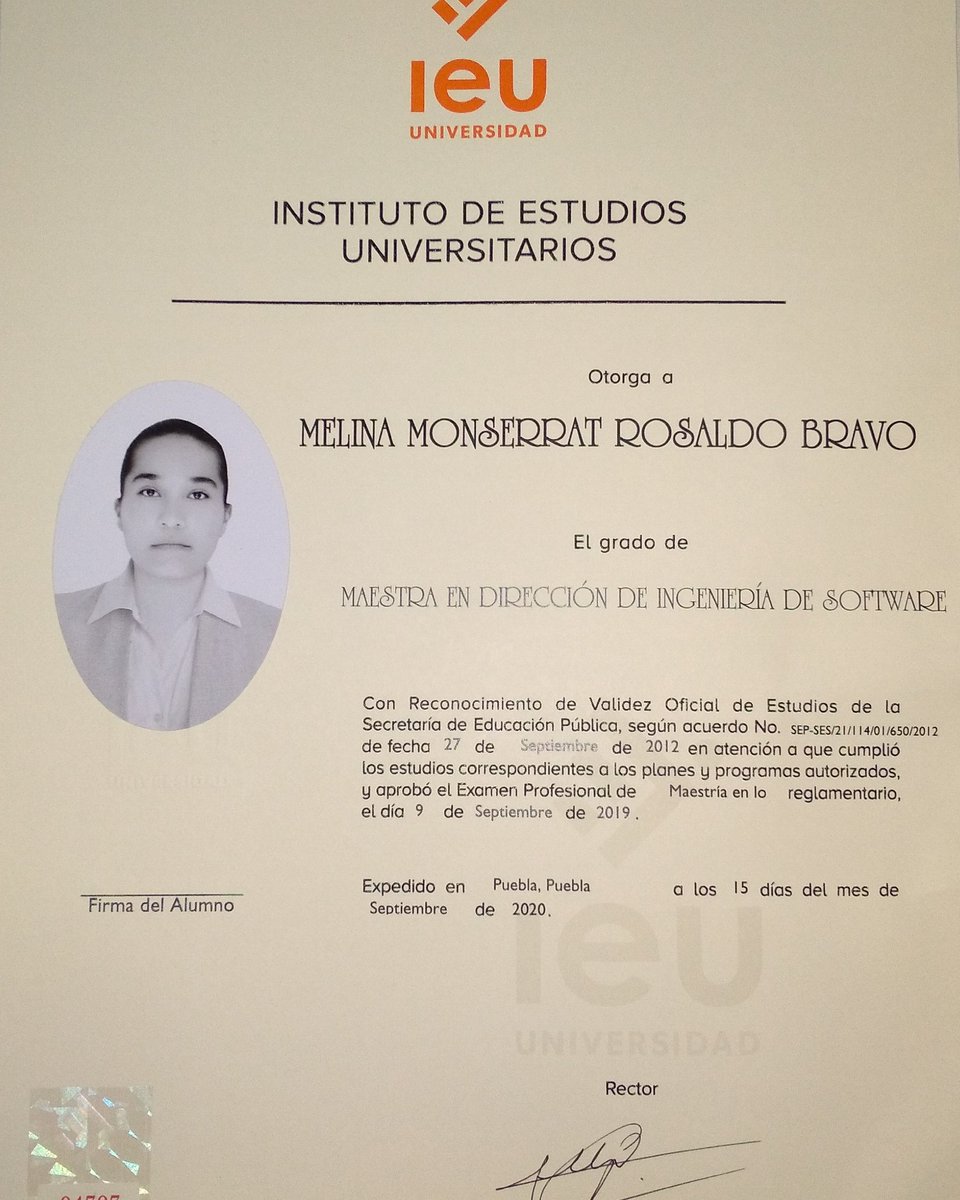 ieu
UNIVERSIDAD
INSTITUTO DE ESTUDIOS
UNIVERSITARIOS
Otorga a
MELINA MONSERRAT ROSALDO BRAVO
El grado de
MAESTRA EN DIRECCIÓN DE INGENIERÍA DE SOFTWARE
Con Reconocimiento de Validez Oficial de Estudios de la
Secretaría de Educación Pública, según acuerdo No. SEP-SES/21/114/01/650/2012
de fecha 27 de Septiembre de 2012 en atención a que cumplió
los estudios correspondientes a los planes y programas autorizados,
y aprobó el Examen Profesional de Maestría en lo reglamentario,
el día 9 de Septiembre de 2019.
Expedido en Puebla, Puebla a los 15 días del mes de
Septiembre de 2020.
Firma del Alumno
ieu
UNIVERSIDAD
Rector